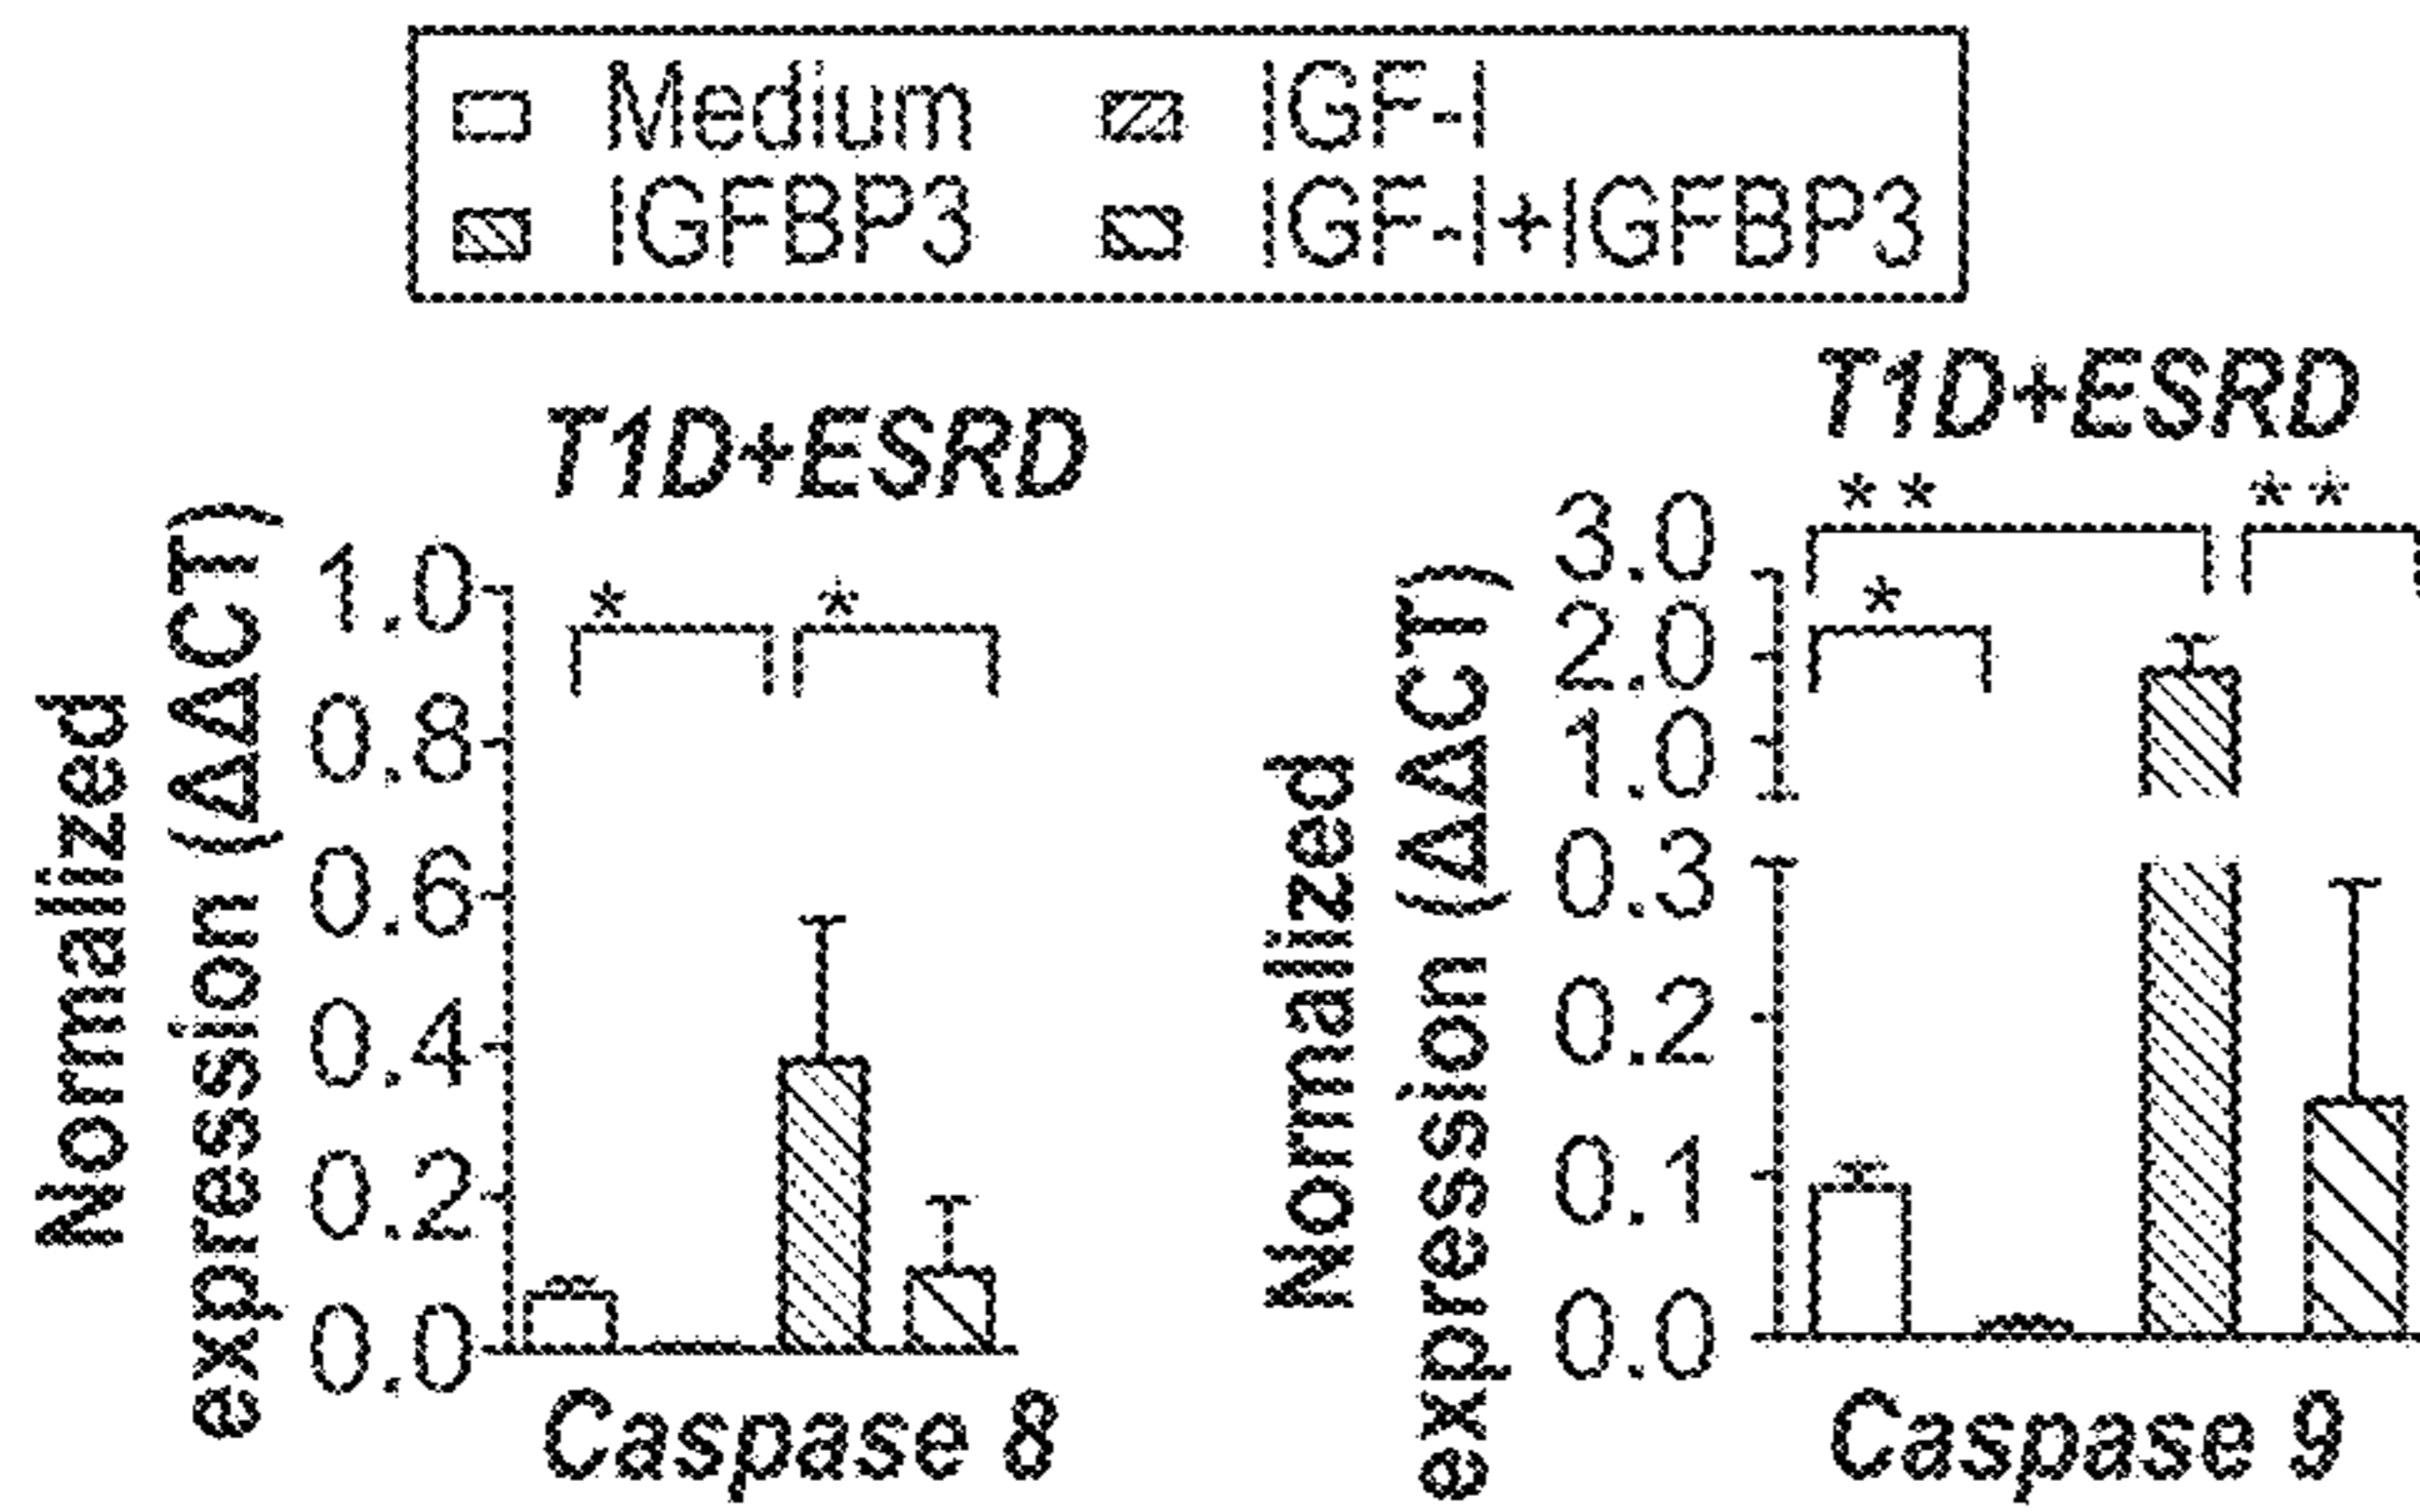 Medium IGF-I
IGFBP3 IGF-I+IGFBP3
T1D+ESRD
Normalized
expression (ΔΔCT)
1.0
0.8
0.6
0.4
0.2
0.0
* *
Caspase 8
T1D+ESRD
Normalized
expression (ΔΔCT)
3.0
2.0
1.0
0.3
0.2
0.1
0.0
** **
*
Caspase 9